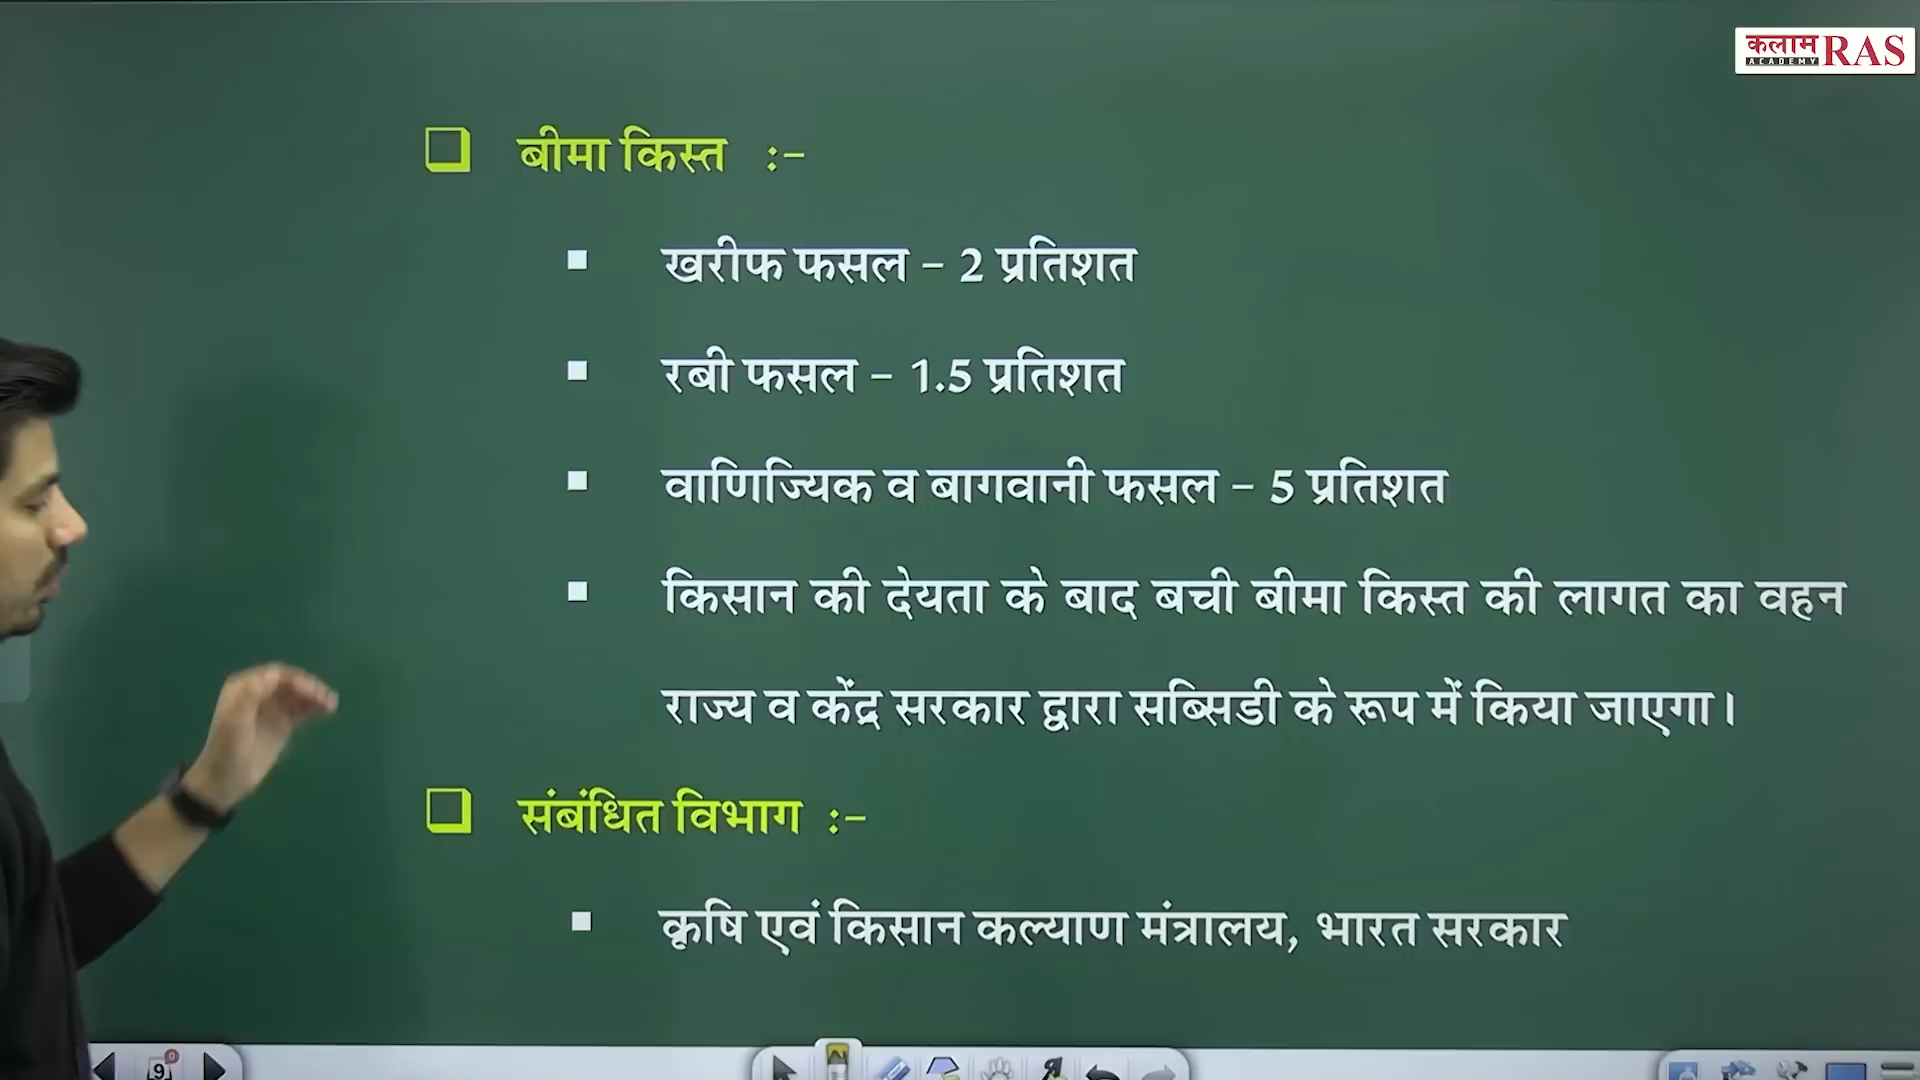 कलाम RAS
ACADEMY
बीमा किस्त :-
खरीफ फसल - 2 प्रतिशत
रबी फसल - 1.5 प्रतिशत
वाणिज्यिक व बागवानी फसल - 5 प्रतिशत
किसान की देयता के बाद बची बीमा किस्त की लागत का वहन
राज्य व केंद्र सरकार द्वारा सब्सिडी के रूप में किया जाएगा।
संबंधित विभाग :-
कृषि एवं किसान कल्याण मंत्रालय, भारत सरकार
9
0